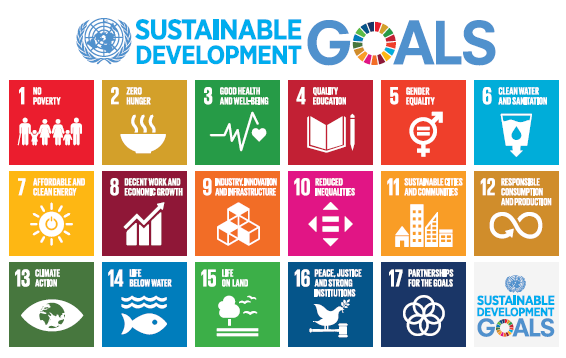 SUSTAINABLE
DEVELOPMENT
GOALS
1 NO
POVERTY
2 ZERO
HUNGER
3 GOOD HEALTH
AND WELL-BEING
4 QUALITY
EDUCATION
5 GENDER
EQUALITY
6 CLEAN WATER
AND SANITATION
7 AFFORDABLE AND
CLEAN ENERGY
8 DECENT WORK AND
ECONOMIC GROWTH
9 INDUSTRY, INNOVATION
AND INFRASTRUCTURE
10 REDUCED
INEQUALITIES
11 SUSTAINABLE CITIES
AND COMMUNITIES
12 RESPONSIBLE
CONSUMPTION
AND PRODUCTION
13 CLIMATE
ACTION
14 LIFE
BELOW WATER
15 LIFE
ON LAND
16 PEACE, JUSTICE
AND STRONG
INSTITUTIONS
17 PARTNERSHIPS
FOR THE GOALS
SUSTAINABLE
DEVELOPMENT
GOALS